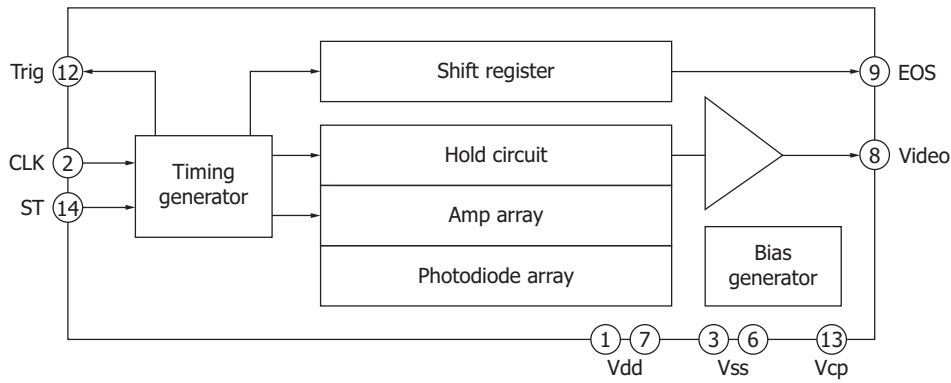 Trig 12
Shift register
9 EOS
CLK 2
Timing
generator
Hold circuit
8 Video
ST 14
Amp array
Photodiode array
Bias
generator
1 7 3 6 13
Vdd Vss Vcp